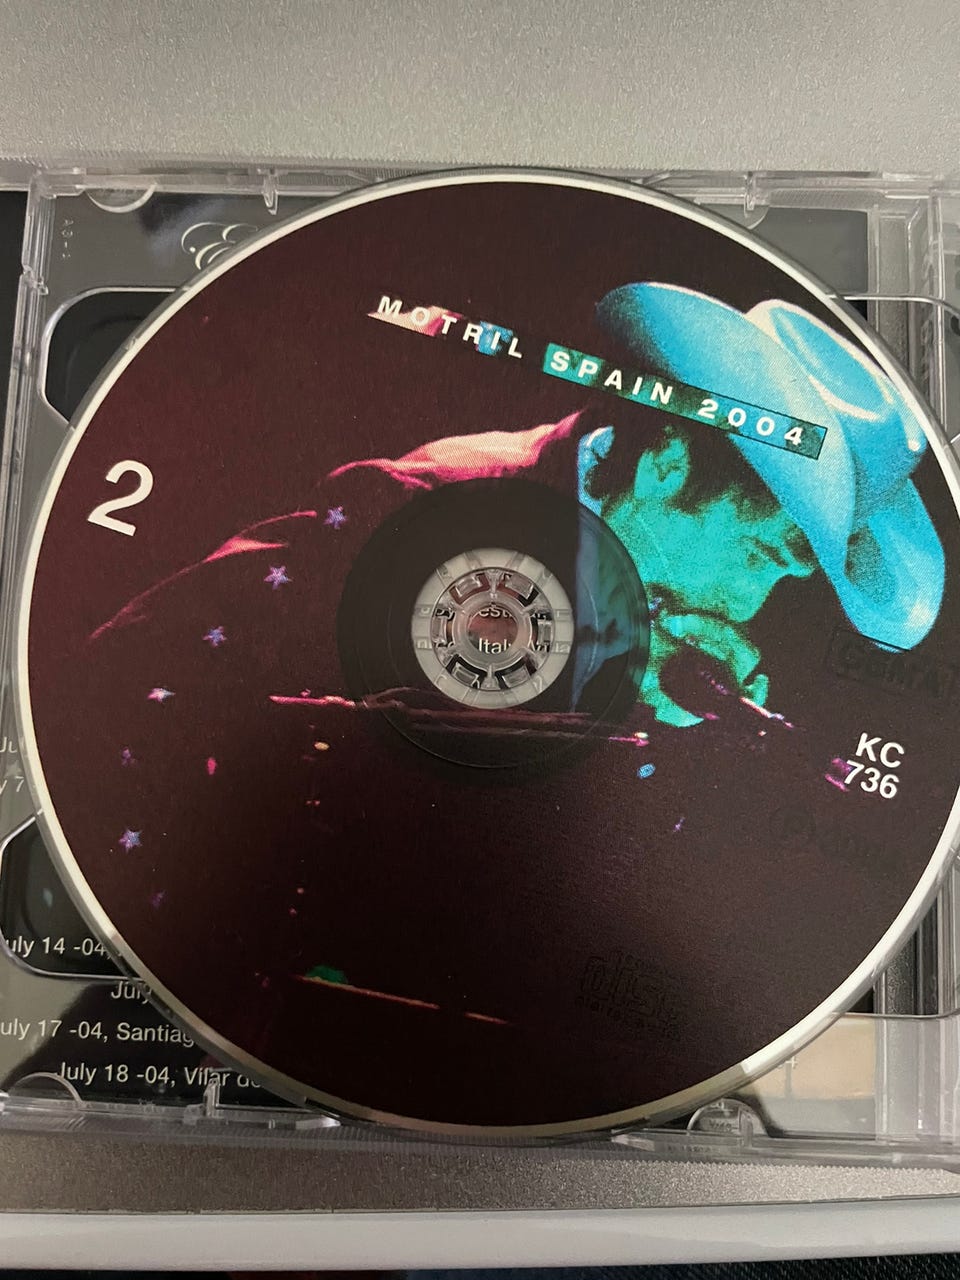 MOTRIL SPAIN 2004
2
KC
736
July 14 -04,
July
July 17 -04, Santiag
July 18 -04, Vilar de